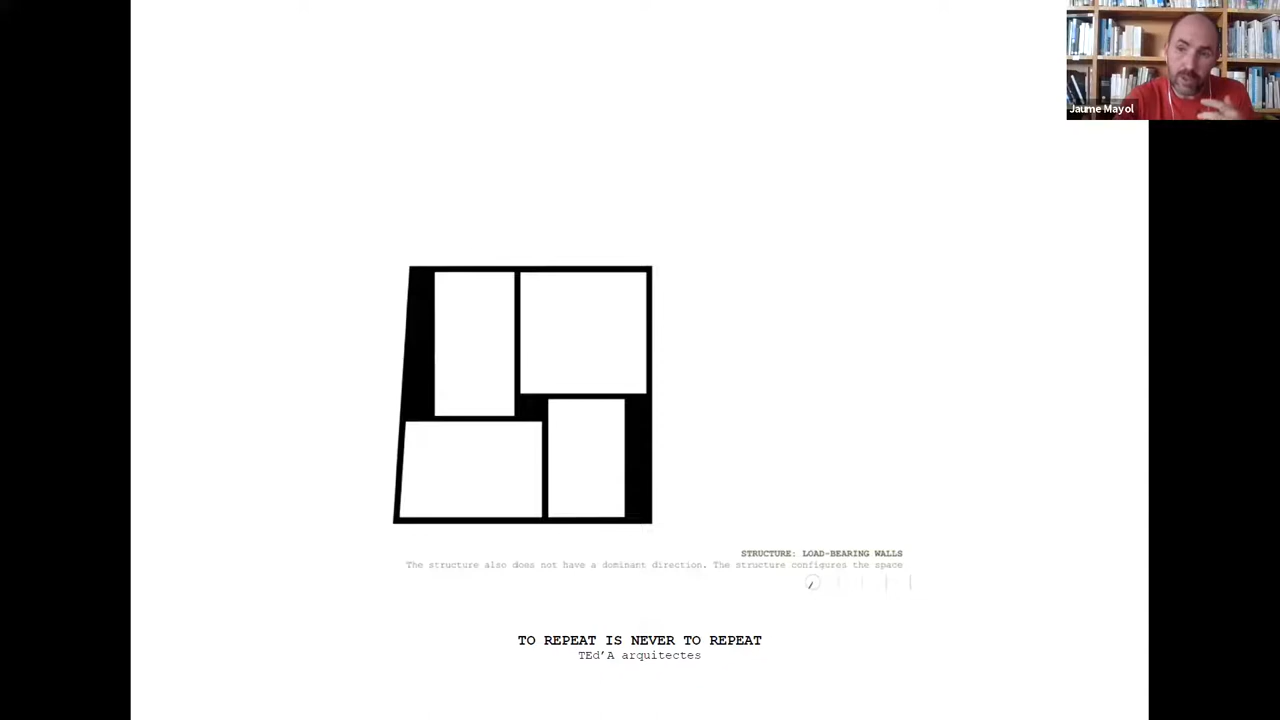 Jaume Mayol
STRUCTURE: LOAD-BEARING WALLS
The structure also does not have a dominant direction. The structure configures the space
TO REPEAT IS NEVER TO REPEAT
TEd'A arquitectes